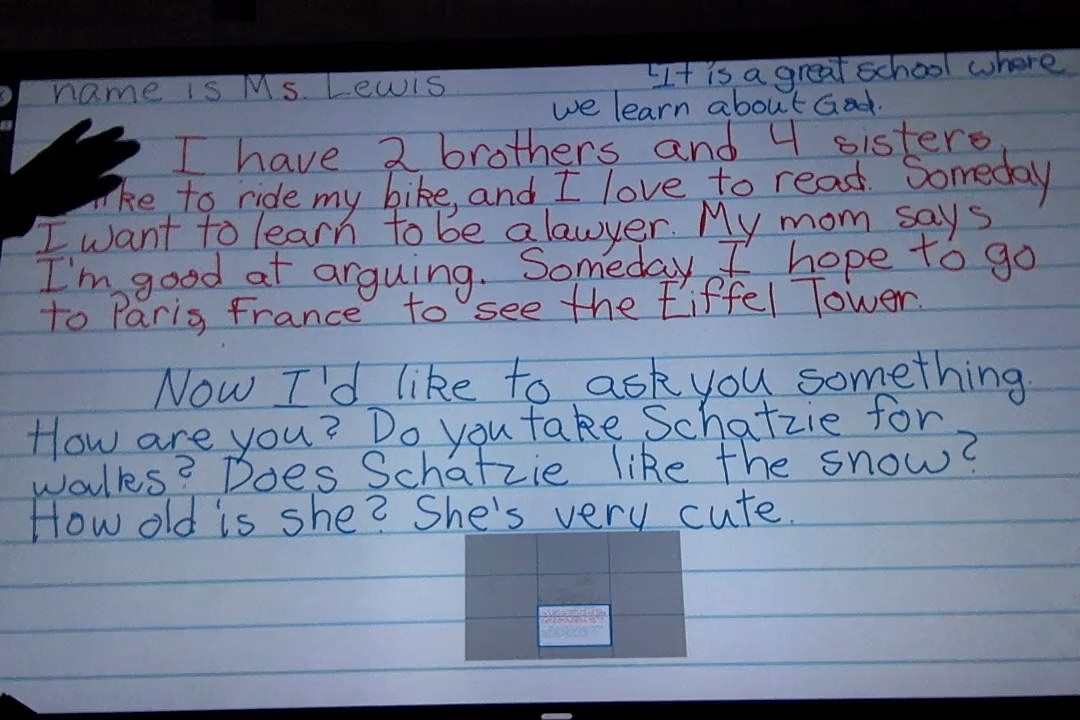 name is Ms. Lewis
It is a great school where
we learn about God.
I have 2 brothers and 4 sisters.
ike to ride my bike, and I love to read. Someday
I want to learn to be a lawyer. My mom says
I'm good at arguing. Someday I hope to go
to Paris, France to see the Eiffel Tower.
Now I'd like to ask you something.
How are you? Do you take Schatzie for
walks? Does Schatzie like the snow?
How old is she? She's very cute.